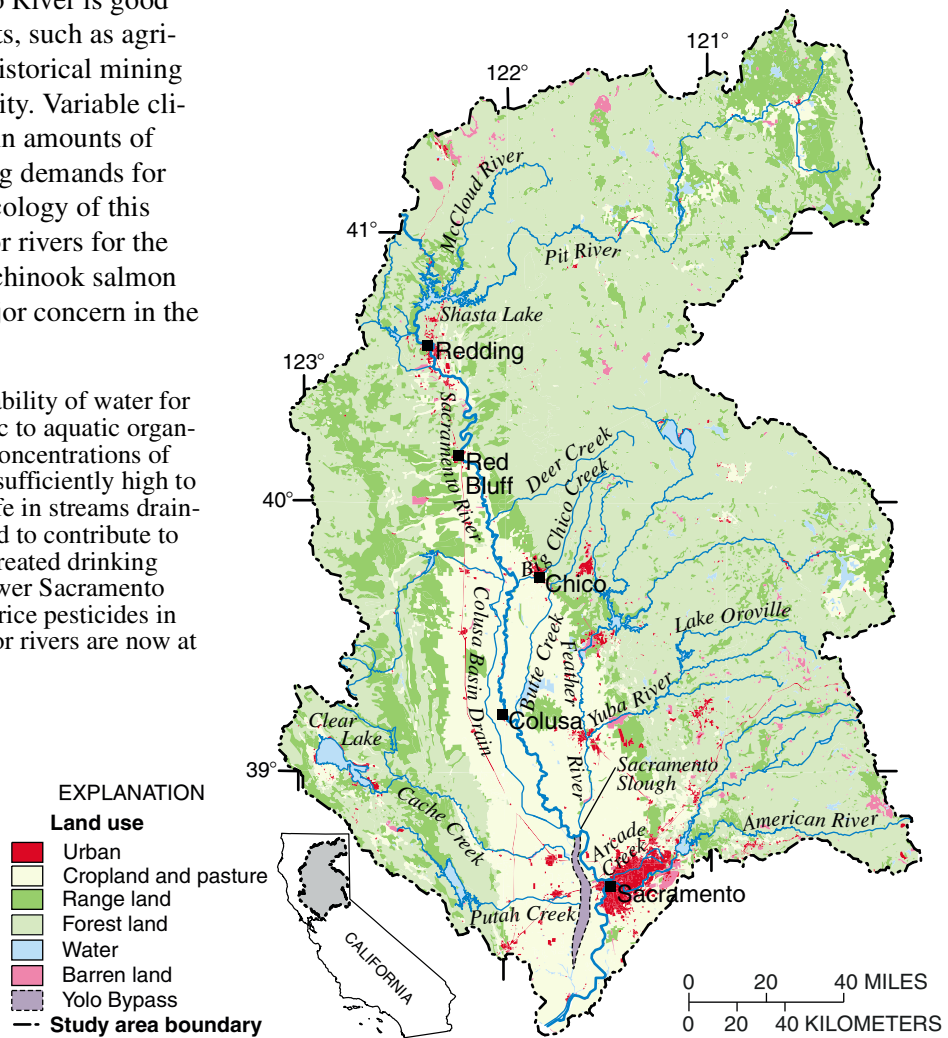 o River is good
ts, such as agri-
istorical mining
ity. Variable cli-
in amounts of
g demands for
cology of this
or rivers for the
chinook salmon
jor concern in the
ability of water for
c to aquatic organ-
oncentrations of
sufficiently high to
fe in streams drain-
d to contribute to
reated drinking
wer Sacramento
rice pesticides in
or rivers are now at
121°
122°
McCloud River
41°
Pit River
Shasta Lake
Redding
123°
Sacramento River
Red
Bluff
Deer Creek
40°
Big Chico Creek
Chico
Lake Oroville
Colusa Basin Drain
Butte Creek
Feather
River
Yuba River
Colusa
Clear
Lake
39°
Sacramento
Slough
Cache Creek
Arcade
Creek
American River
Sacramento
Putah Creek
EXPLANATION
Land use
Urban
Cropland and pasture
Range land
Forest land
Water
Barren land
Yolo Bypass
Study area boundary
CALIFORNIA
0 20 40 MILES
0 20 40 KILOMETERS